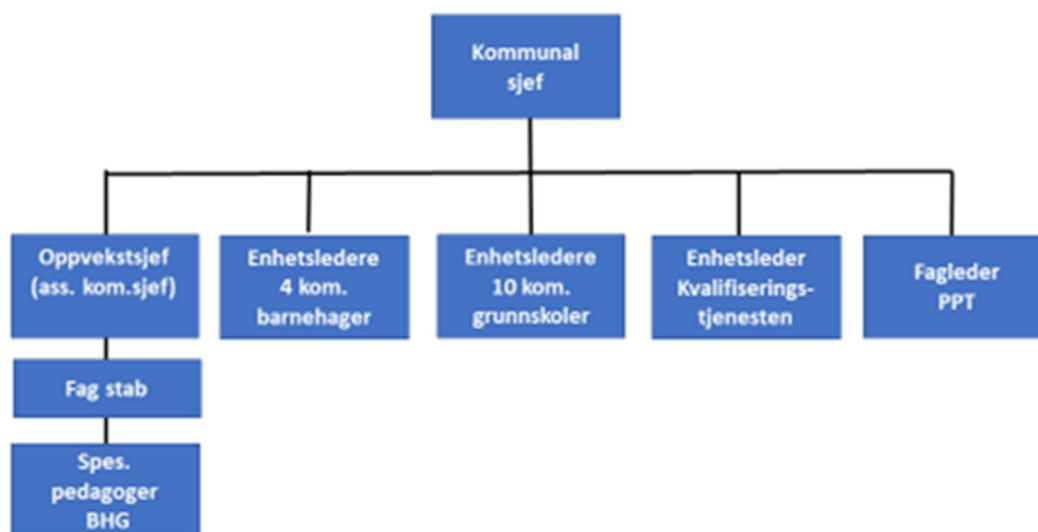 Kommunal
sjef
Oppvekstsjef
(ass. kom.sjef)
Enhetsledere
4 kom.
barnehager
Enhetsledere
10 kom.
grunnskoler
Enhetsleder
Kvalifiserings-
tjenesten
Fagleder
PPT
Fag stab
Spes.
pedagoger
BHG